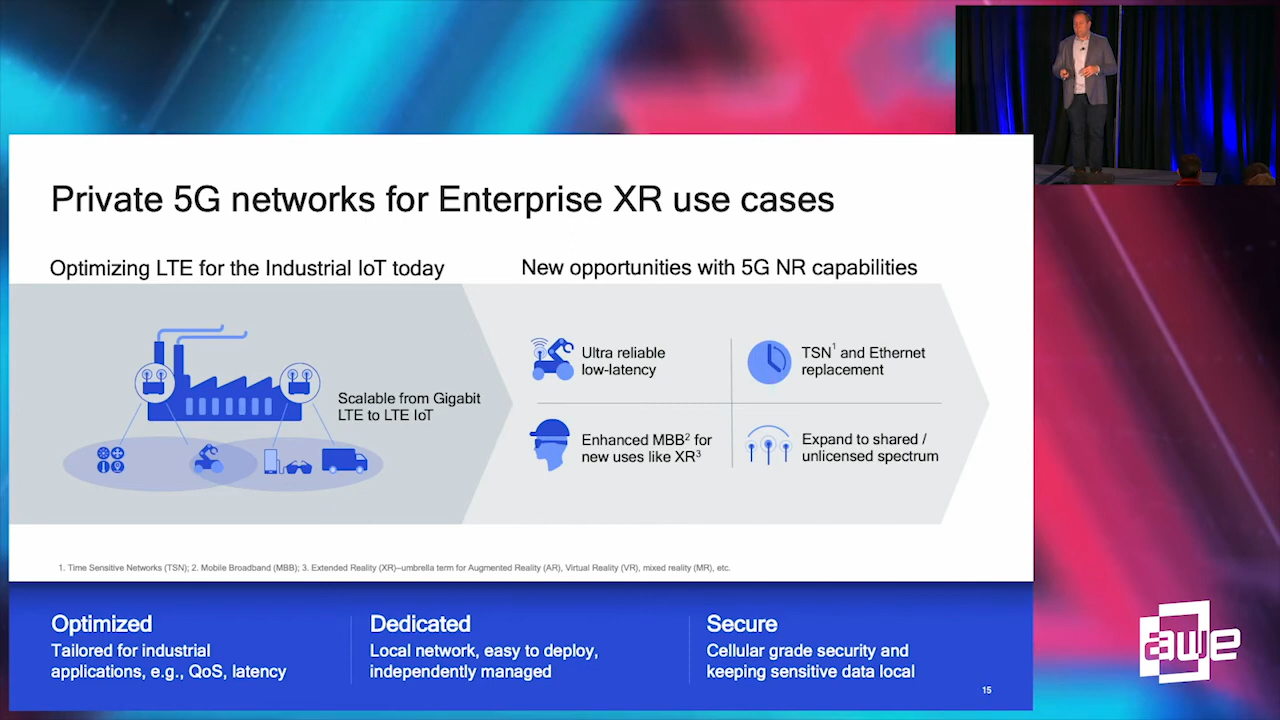 Private 5G networks for Enterprise XR use cases
Optimizing LTE for the Industrial IoT today
New opportunities with 5G NR capabilities
Scalable from Gigabit
LTE to LTE IoT
Ultra reliable
low-latency
TSN¹ and Ethernet
replacement
Enhanced MBB² for
new uses like XR³
Expand to shared /
unlicensed spectrum
1. Time Sensitive Networks (TSN); 2. Mobile Broadband (MBB); 3. Extended Reality (XR)–umbrella term for Augmented Reality (AR), Virtual Reality (VR), mixed reality (MR), etc.
Optimized
Tailored for industrial
applications, e.g., QoS, latency
Dedicated
Local network, easy to deploy,
independently managed
Secure
Cellular grade security and
keeping sensitive data local
15
awe